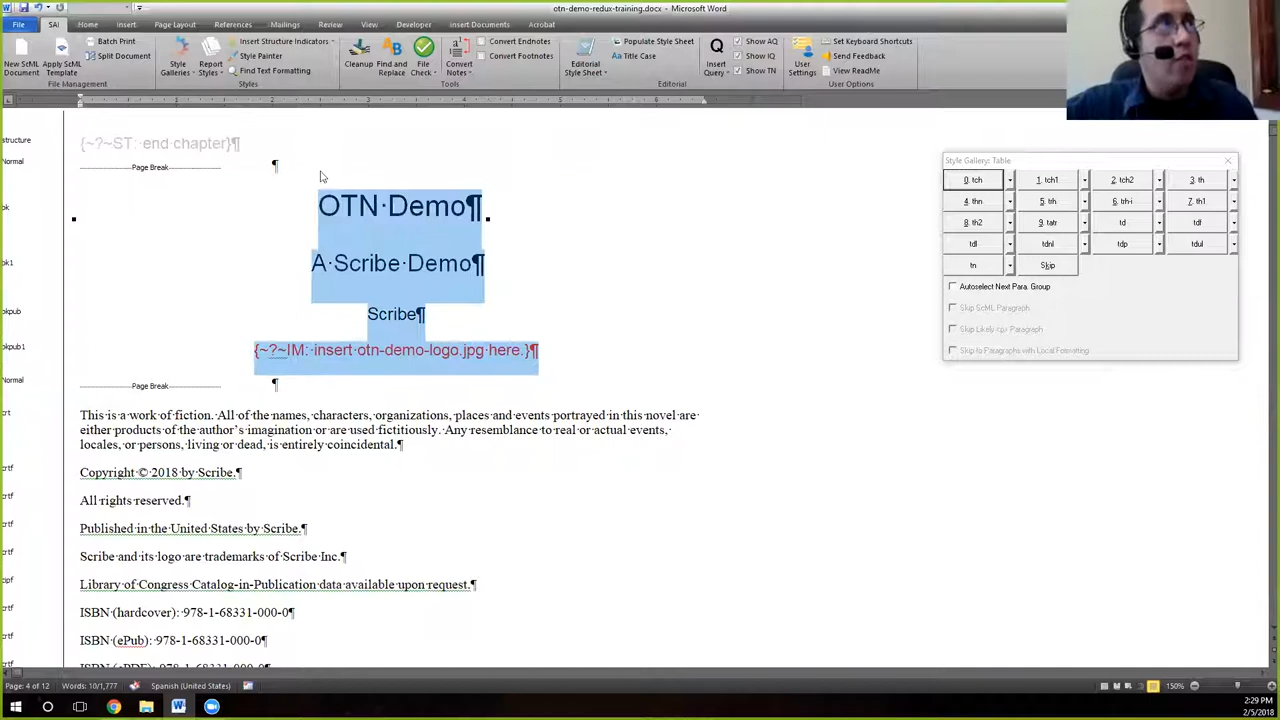 otn-demo-redux-training.docx - Microsoft Word
File SAI Home Insert Page Layout References Mailings Review View Developer Insert Documents Acrobat
New ScML Document
Apply ScML Template
Batch Print
Split Document
File Management
Style Galleries
Report Styles
Insert Structure Indicators
Style Painter
Find Text Formatting
Styles
Cleanup
Find and Replace
File Check
Convert Notes
Convert Endnotes
Convert Footnotes
Tools
Editorial Style Sheet
Populate Style Sheet
Title Case
Editorial
Insert Query
Show AQ
Show IQ
Show TN
User Settings
Set Keyboard Shortcuts
Send Feedback
View ReadMe
User Options
structure
{~?~ST: end chapter}¶
Normal
Page Break
¶
OTN Demo¶
A Scribe Demo¶
Scribe¶
{~?~IM: insert otn-demo-logo.jpg here.}¶
Normal
Page Break
¶
This is a work of fiction. All of the names, characters, organizations, places and events portrayed in this novel are
either products of the author's imagination or are used fictitiously. Any resemblance to real or actual events,
locales, or persons, living or dead, is entirely coincidental.¶
Copyright © 2018 by Scribe.¶
All rights reserved.¶
Published in the United States by Scribe.¶
Scribe and its logo are trademarks of Scribe Inc.¶
Library of Congress Catalog-in-Publication data available upon request.¶
ISBN (hardcover): 978-1-68331-000-0¶
ISBN (ePub): 978-1-68331-000-0¶
Style Gallery: Table
0. tch 1. tch1 2. tch2 3. th
4. thn 5. trh 6. trh-i 7. th1
8. th2 9. tatr td tdf
tdl tdnl tdp tdul
tn Skip
Autoselect Next Para. Group
Skip ScML Paragraph
Skip to Paragraphs with Local Formatting
Page: 4 of 12 Words: 10/1,777 Spanish (United States) 150%
2:29 PM
2/5/2018